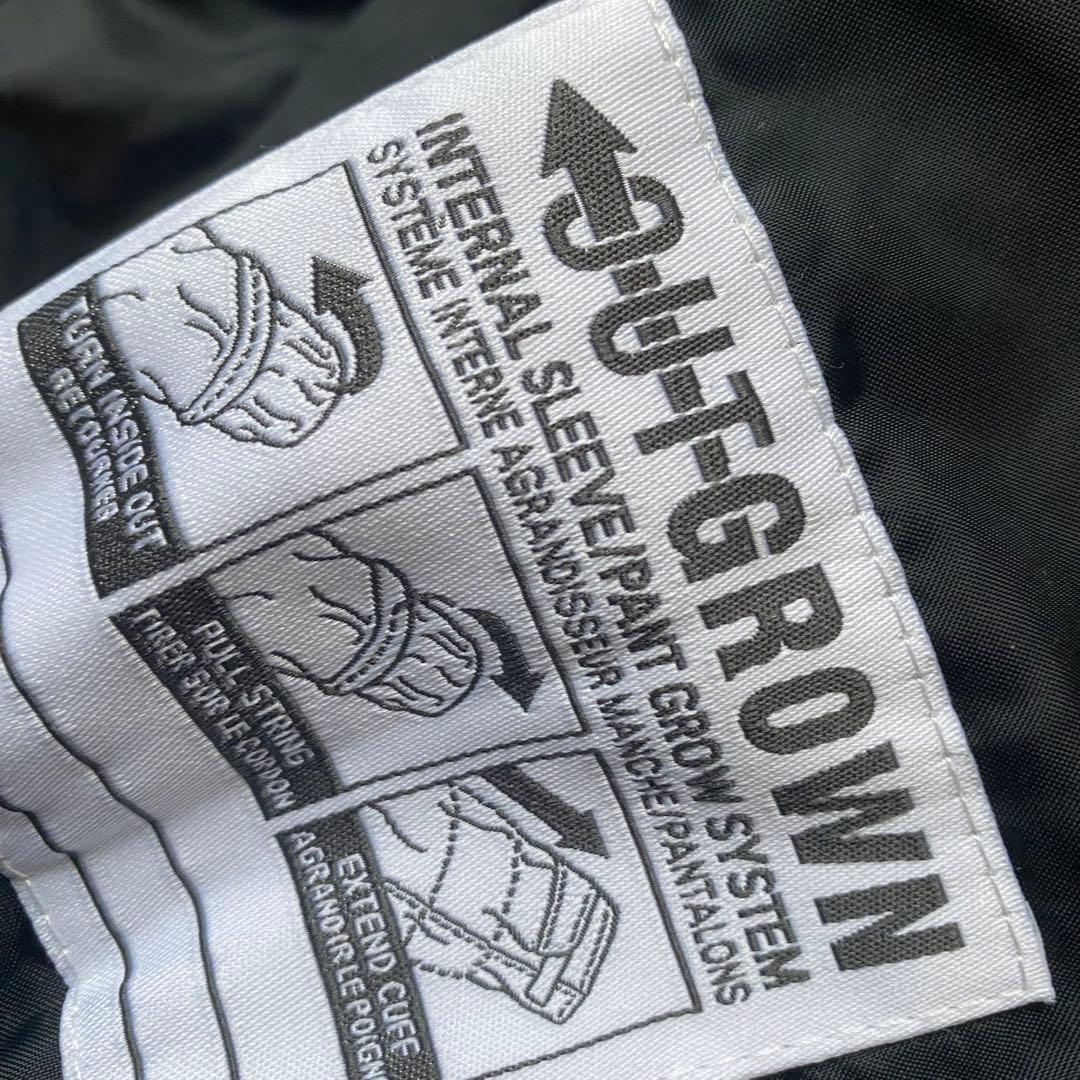 OUT-GROWN
INTERNAL SLEEVE/PANT GROW SYSTEM
SYSTÈME INTERNE AGRANDISSEUR MANCHE/PANTALONS
TURN INSIDE OUT
RETOURNER
PULL STRING
TIRER SUR LE CORDON
EXTEND CUFF
AGRANDIR LE POIGN